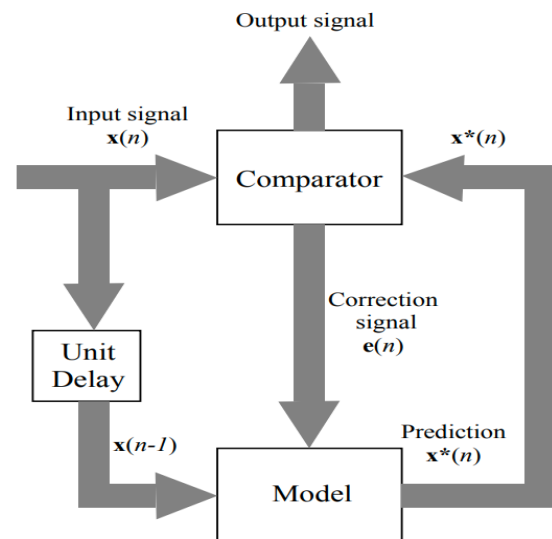 Output signal
Input signal
x(n)
x*(n)
Comparator
Correction
signal
e(n)
Unit
Delay
x(n-1)
Prediction
x*(n)
Model